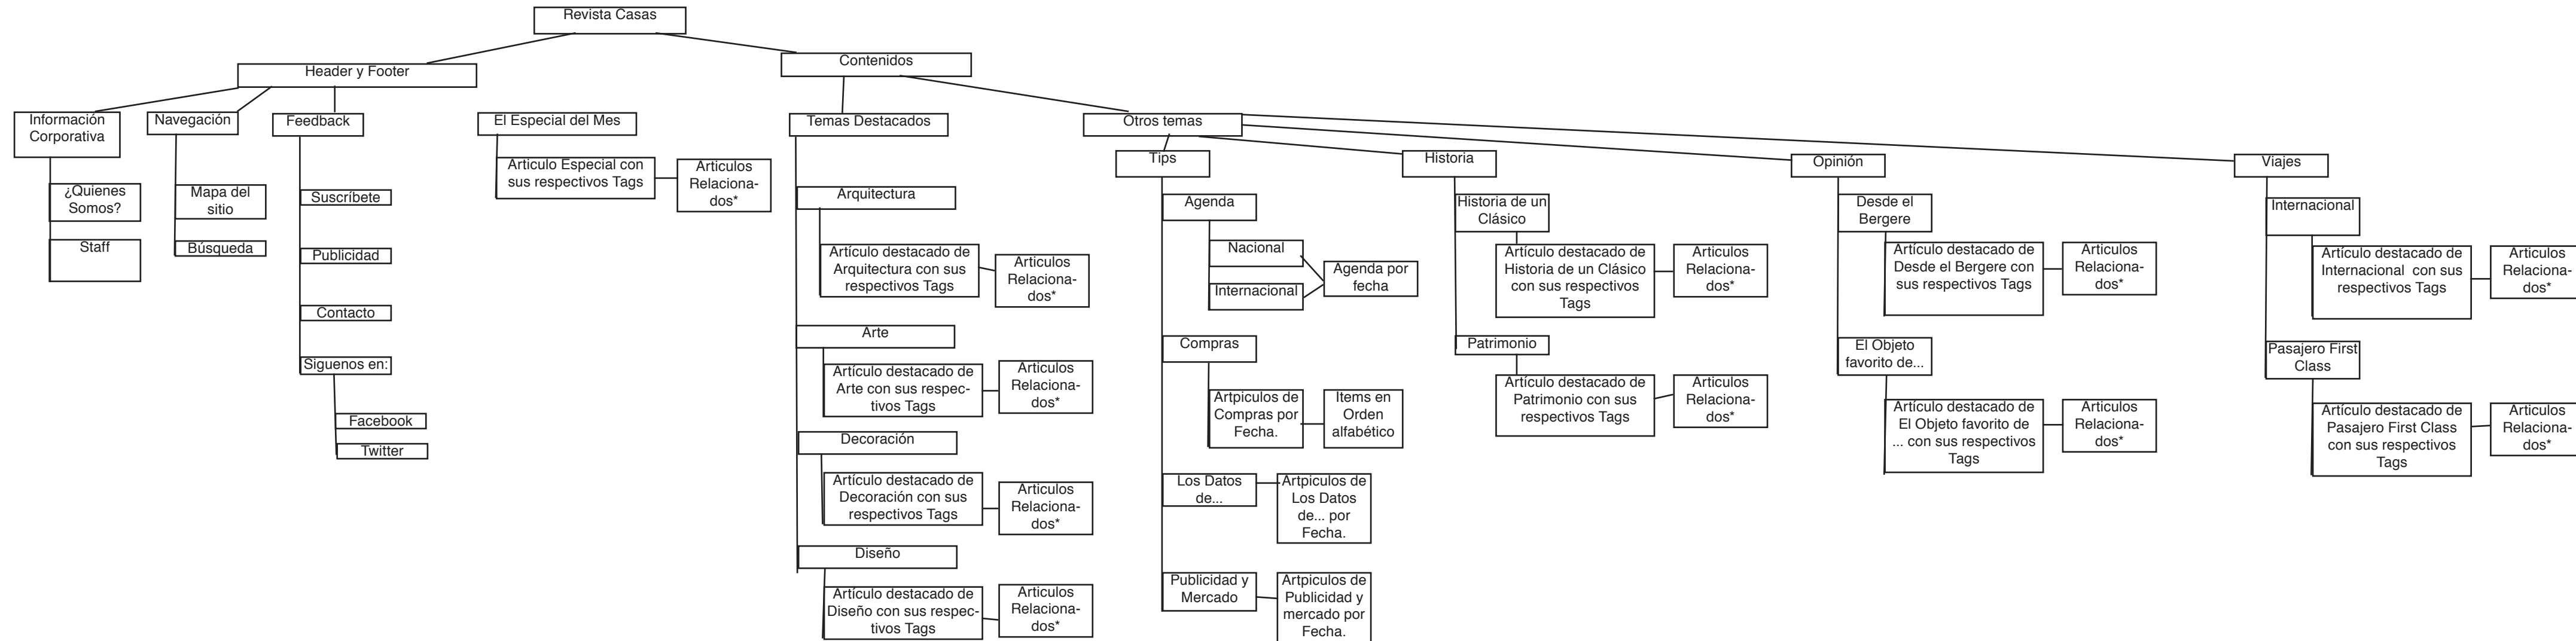 Revista Casas
Header y Footer
Información
Corporativa
¿Quienes
Somos?
Staff
Navegación
Mapa del
sitio
Búsqueda
Feedback
Suscríbete
Publicidad
Contacto
Siguenos en:
Facebook
Twitter
Contenidos
El Especial del Mes
Articulo Especial con
sus respectivos Tags
Articulos
Relaciona-
dos*
Temas Destacados
Arquitectura
Artículo destacado de
Arquitectura con sus
respectivos Tags
Articulos
Relaciona-
dos*
Arte
Artículo destacado de
Arte con sus respec-
tivos Tags
Articulos
Relaciona-
dos*
Decoración
Artículo destacado de
Decoración con sus
respectivos Tags
Articulos
Relaciona-
dos*
Diseño
Artículo destacado de
Diseño con sus respec-
tivos Tags
Articulos
Relaciona-
dos*
Otros temas
Tips
Agenda
Nacional
Internacional
Agenda por
fecha
Compras
Artpiculos de
Compras por
Fecha.
Items en
Orden
alfabético
Los Datos
de...
Artpiculos de
Los Datos
de... por
Fecha.
Publicidad y
Mercado
Artpiculos de
Publicidad y
mercado por
Fecha.
Historia
Historia de un
Clásico
Artículo destacado de
Historia de un Clásico
con sus respectivos
Tags
Articulos
Relaciona-
dos*
Patrimonio
Artículo destacado de
Patrimonio con sus
respectivos Tags
Articulos
Relaciona-
dos*
Opinión
Desde el
Bergere
Artículo destacado de
Desde el Bergere con
sus respectivos Tags
Articulos
Relaciona-
dos*
El Objeto
favorito de...
Artículo destacado de
El Objeto favorito de
... con sus respectivos
Tags
Articulos
Relaciona-
dos*
Viajes
Internacional
Artículo destacado de
Internacional con sus
respectivos Tags
Articulos
Relaciona-
dos*
Pasajero First
Class
Artículo destacado de
Pasajero First Class
con sus respectivos
Tags
Articulos
Relaciona-
dos*